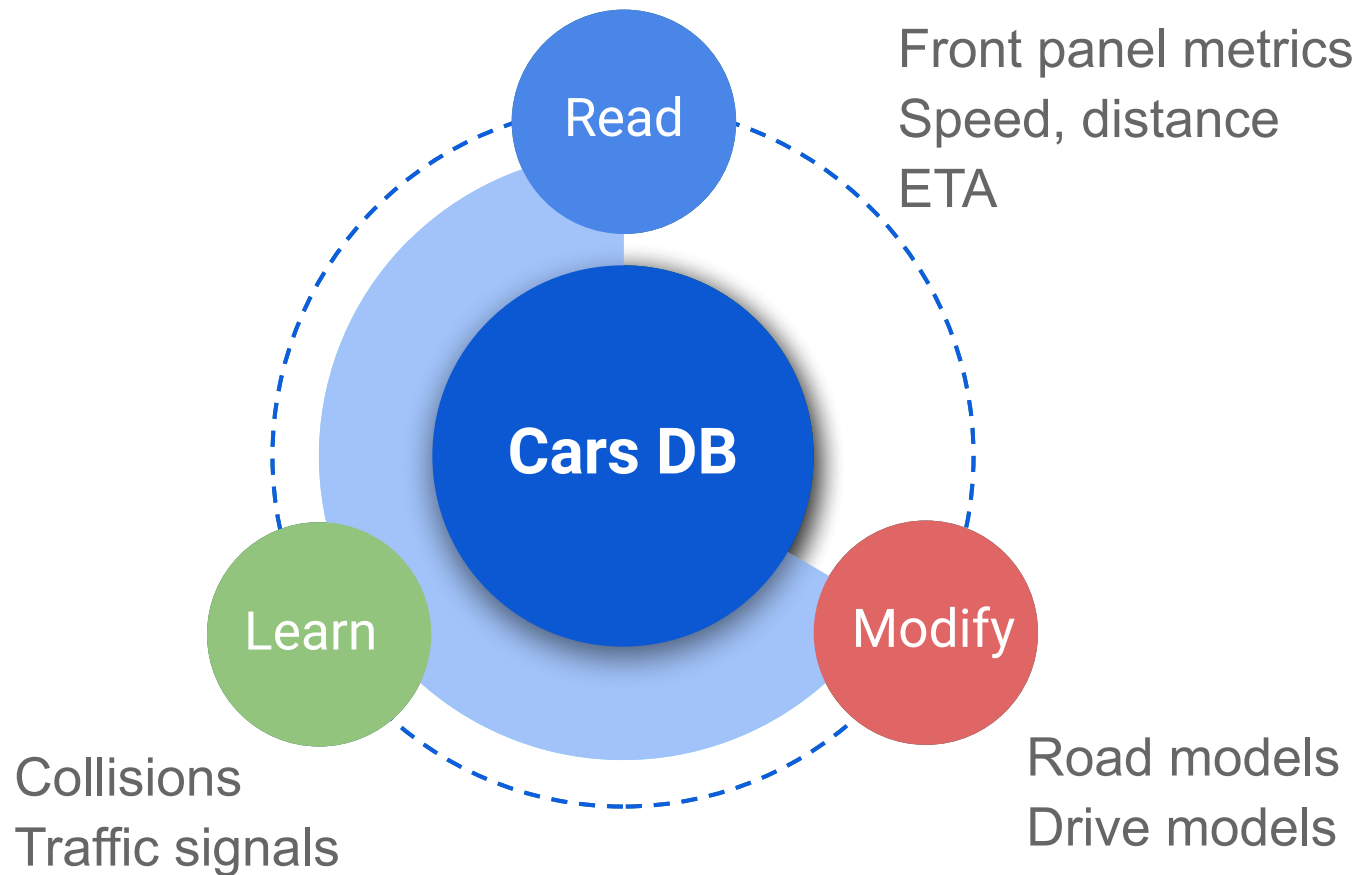 Read
Front panel metrics
Speed, distance
ETA
Cars DB
Learn
Modify
Collisions
Traffic signals
Road models
Drive models